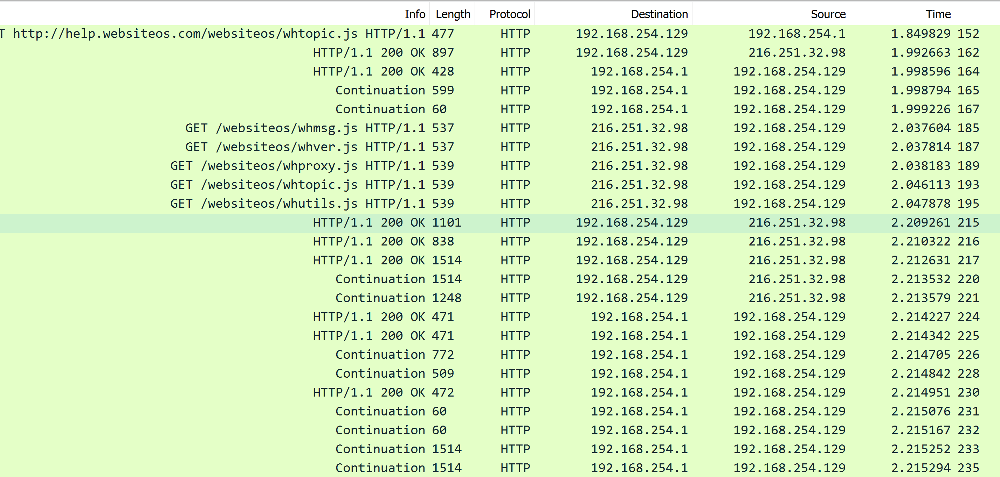 Info Length Protocol Destination Source Time
T http://help.websiteos.com/websiteos/whtopic.js HTTP/1.1 477 HTTP 192.168.254.129 192.168.254.1 1.849829 152
HTTP/1.1 200 OK 897 HTTP 192.168.254.129 216.251.32.98 1.992663 162
HTTP/1.1 200 OK 428 HTTP 192.168.254.1 192.168.254.129 1.998596 164
Continuation 599 HTTP 192.168.254.1 192.168.254.129 1.998794 165
Continuation 60 HTTP 192.168.254.1 192.168.254.129 1.999226 167
GET /websiteos/whmsg.js HTTP/1.1 537 HTTP 216.251.32.98 192.168.254.129 2.037604 185
GET /websiteos/whver.js HTTP/1.1 537 HTTP 216.251.32.98 192.168.254.129 2.037814 187
GET /websiteos/whproxy.js HTTP/1.1 539 HTTP 216.251.32.98 192.168.254.129 2.038183 189
GET /websiteos/whtopic.js HTTP/1.1 539 HTTP 216.251.32.98 192.168.254.129 2.046113 193
GET /websiteos/whutils.js HTTP/1.1 539 HTTP 216.251.32.98 192.168.254.129 2.047878 195
HTTP/1.1 200 OK 1101 HTTP 192.168.254.129 216.251.32.98 2.209261 215
HTTP/1.1 200 OK 838 HTTP 192.168.254.129 216.251.32.98 2.210322 216
HTTP/1.1 200 OK 1514 HTTP 192.168.254.129 216.251.32.98 2.212631 217
Continuation 1514 HTTP 192.168.254.129 216.251.32.98 2.213532 220
Continuation 1248 HTTP 192.168.254.129 216.251.32.98 2.213579 221
HTTP/1.1 200 OK 471 HTTP 192.168.254.1 192.168.254.129 2.214227 224
HTTP/1.1 200 OK 471 HTTP 192.168.254.1 192.168.254.129 2.214342 225
Continuation 772 HTTP 192.168.254.1 192.168.254.129 2.214705 226
Continuation 509 HTTP 192.168.254.1 192.168.254.129 2.214842 228
HTTP/1.1 200 OK 472 HTTP 192.168.254.1 192.168.254.129 2.214951 230
Continuation 60 HTTP 192.168.254.1 192.168.254.129 2.215076 231
Continuation 60 HTTP 192.168.254.1 192.168.254.129 2.215167 232
Continuation 1514 HTTP 192.168.254.1 192.168.254.129 2.215252 233
Continuation 1514 HTTP 192.168.254.1 192.168.254.129 2.215294 235